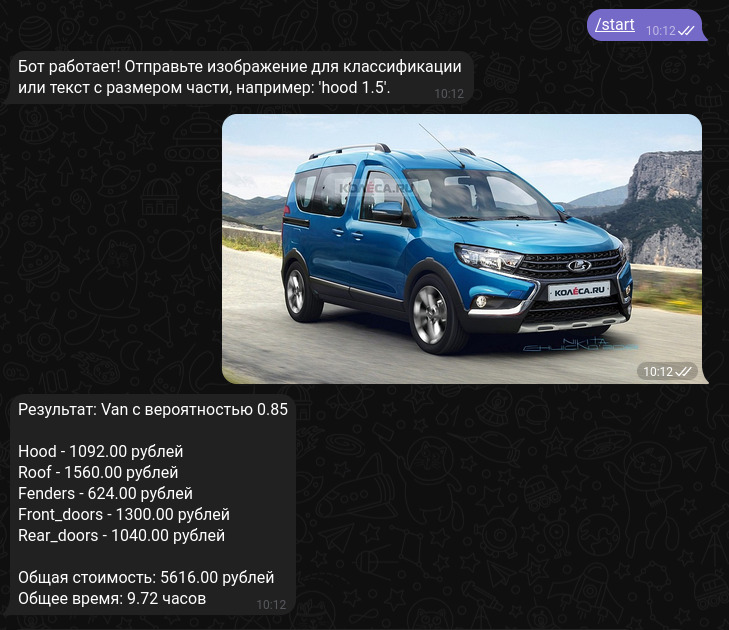 /start
10:12
Бот работает! Отправьте изображение для классификации
или текст с размером части, например: 'hood 1.5'.
10:12
КОЛЁСА.RU
КОЛЁСА.RU
NIKITA
10:12
Результат: Van с вероятностью 0.85
Hood - 1092.00 рублей
Roof - 1560.00 рублей
Fenders - 624.00 рублей
Front_doors - 1300.00 рублей
Rear_doors - 1040.00 рублей
Общая стоимость: 5616.00 рублей
Общее время: 9.72 часов
10:12